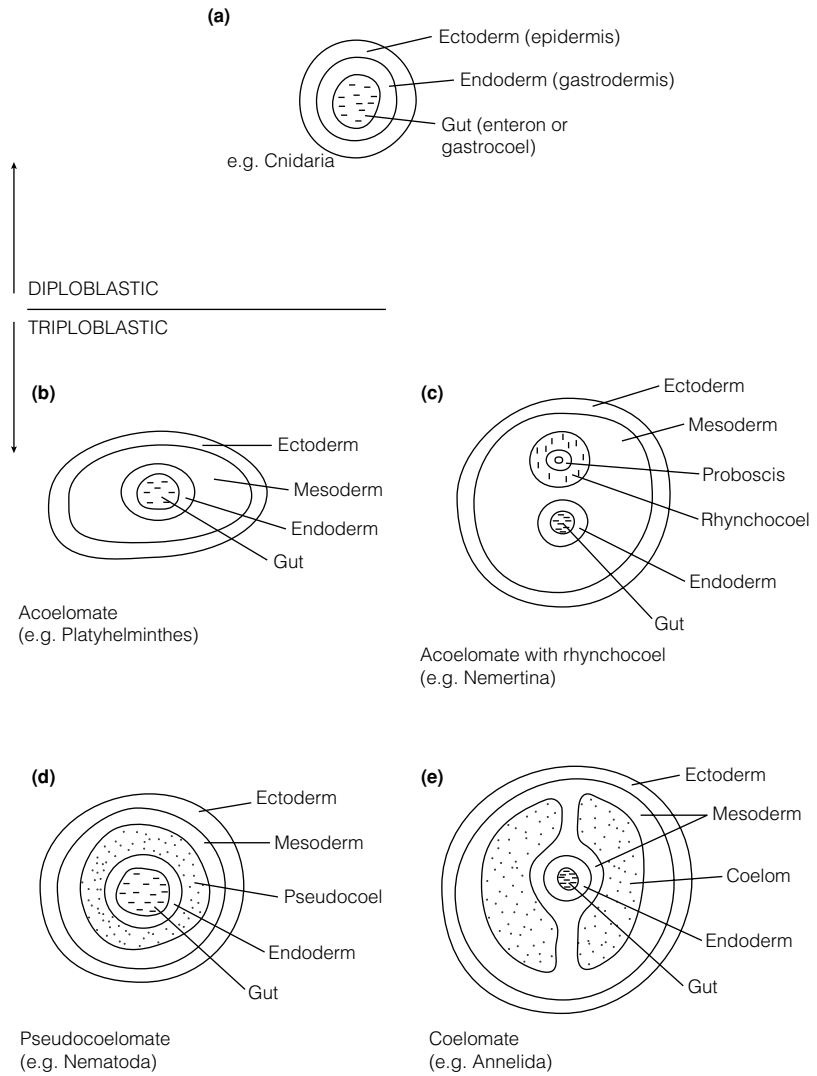 (a)
Ectoderm (epidermis)
Endoderm (gastrodermis)
Gut (enteron or
gastrocoel)
e.g. Cnidaria
DIPLOBLASTIC
TRIPLOBLASTIC
(b)
Ectoderm
Mesoderm
Endoderm
Gut
Acoelomate
(e.g. Platyhelminthes)
(c)
Ectoderm
Mesoderm
Proboscis
Rhynchocoel
Endoderm
Gut
Acoelomate with rhynchocoel
(e.g. Nemertina)
(d)
Ectoderm
Mesoderm
Pseudocoel
Endoderm
Gut
Pseudocoelomate
(e.g. Nematoda)
(e)
Ectoderm
Mesoderm
Coelom
Endoderm
Gut
Coelomate
(e.g. Annelida)